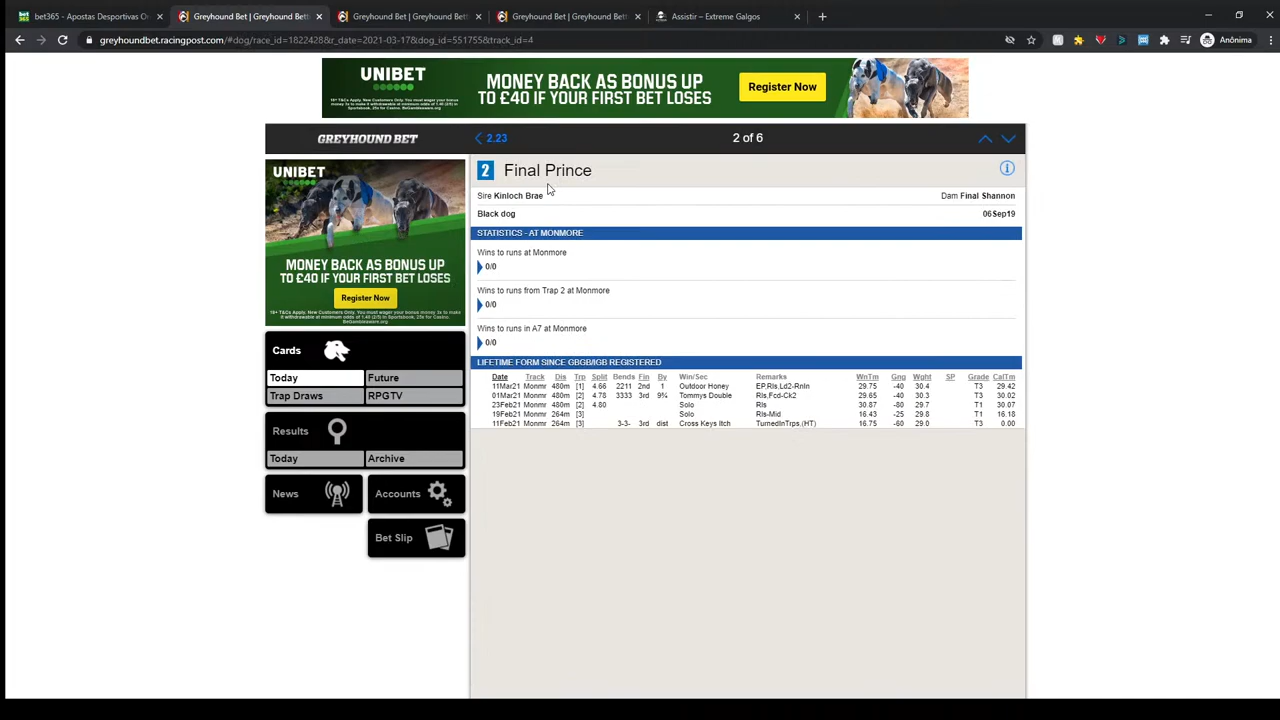 bet365 - Apostas Desportivas On
Greyhound Bet | Greyhound Bettin
Greyhound Bet | Greyhound Bett
Greyhound Bet | Greyhound Bett
Assistir – Extreme Galgos
greyhoundbet.racingpost.com/#dog/race_id=1822428&r_date=2021-03-17&dog_id=551755&track_id=4
Anônima
UNIBET
MONEY BACK AS BONUS UP
TO £40 IF YOUR FIRST BET LOSES
Register Now
GREYHOUND BET
2.23
2 of 6
UNIBET
MONEY BACK AS BONUS UP
TO £40 IF YOUR FIRST BET LOSES
Register Now
2 Final Prince
Sire Kinloch Brae Dam Final Shannon
Black dog 06Sep19
STATISTICS - AT MONMORE
Wins to runs at Monmore
0/0
Wins to runs from Trap 2 at Monmore
0/0
Wins to runs in A7 at Monmore
0/0
LIFETIME FORM SINCE GBGB/IGB REGISTERED
Date Track Dis Trp Split Bends Fin By Win/Sec Remarks WnTm Gng Wght SP Grade CalTm
11Mar21 Monmr 480m [1] 4.66 2211 2nd 1 Outdoor Honey EP,Rls,Ld2-RnIn 29.75 -40 30.4 T3 29.42
01Mar21 Monmr 480m [2] 4.78 3333 3rd 9¾ Tommys Double Rls,Fcd-Ck2 29.65 -40 30.3 T3 30.02
23Feb21 Monmr 480m [2] 4.80 Solo Rls 30.87 -80 29.7 T1 30.07
19Feb21 Monmr 264m [3] Solo Rls-Mid 16.43 -25 29.8 T1 16.18
11Feb21 Monmr 264m [3] 3-3- 3rd dist Cross Keys Itch TurnedInTrps,(HT) 16.75 -60 29.0 T3 0.00
Cards
Today Future
Trap Draws RPGTV
Results
Today Archive
News
Accounts
Bet Slip